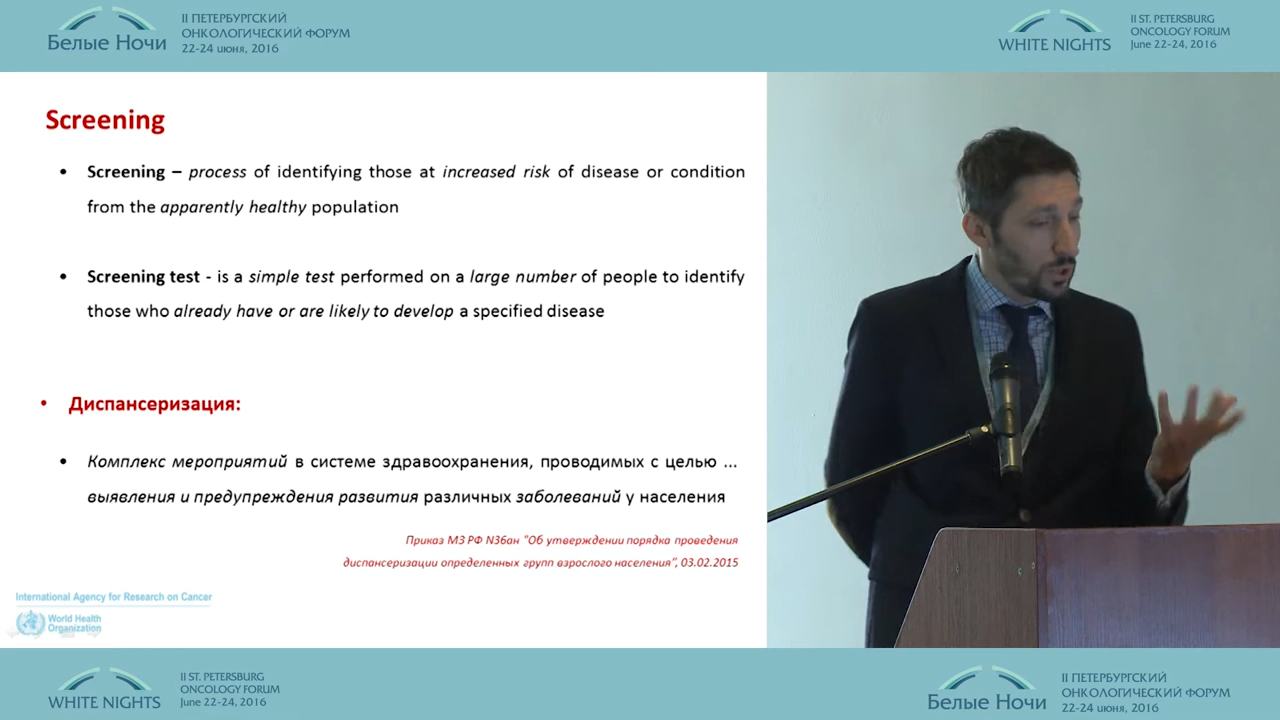 II ПЕТЕРБУРГСКИЙ
ОНКОЛОГИЧЕСКИЙ ФОРУМ
22-24 июня, 2016
Белые Ночи
II ST. PETERSBURG
ONCOLOGY FORUM
June 22-24, 2016
WHITE NIGHTS
Screening
• Screening – process of identifying those at increased risk of disease or condition
from the apparently healthy population
• Screening test - is a simple test performed on a large number of people to identify
those who already have or are likely to develop a specified disease
• Диспансеризация:
• Комплекс мероприятий в системе здравоохранения, проводимых с целью ...
выявления и предупреждения развития различных заболеваний у населения
Приказ МЗ РФ N36ан "Об утверждении порядка проведения
диспансеризации определенных групп взрослого населения", 03.02.2015
International Agency for Research on Cancer
World Health
Organization
WHITE NIGHTS
II ST. PETERSBURG
ONCOLOGY FORUM
June 22-24, 2016
Белые Ночи
II ПЕТЕРБУРГСКИЙ
ОНКОЛОГИЧЕСКИЙ ФОРУМ
22-24 июня, 2016